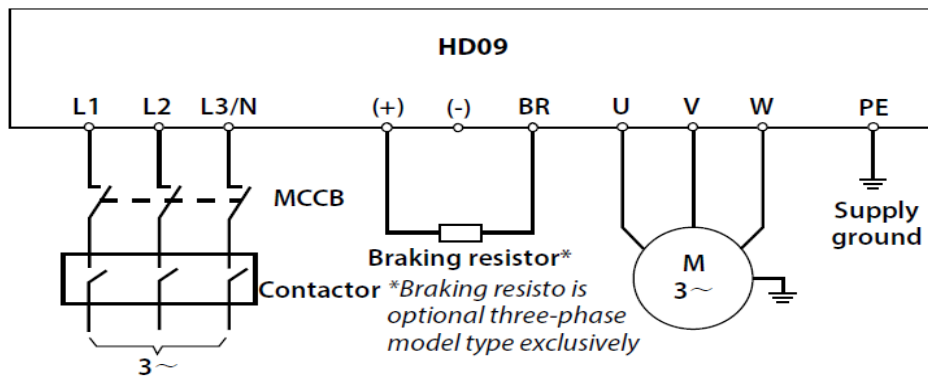 HD09
L1 L2 L3/N (+) (-) BR U V W PE
MCCB
Supply
ground
Braking resistor*
M
3~
Contactor
*Braking resisto is
optional three-phase
model type exclusively
3~